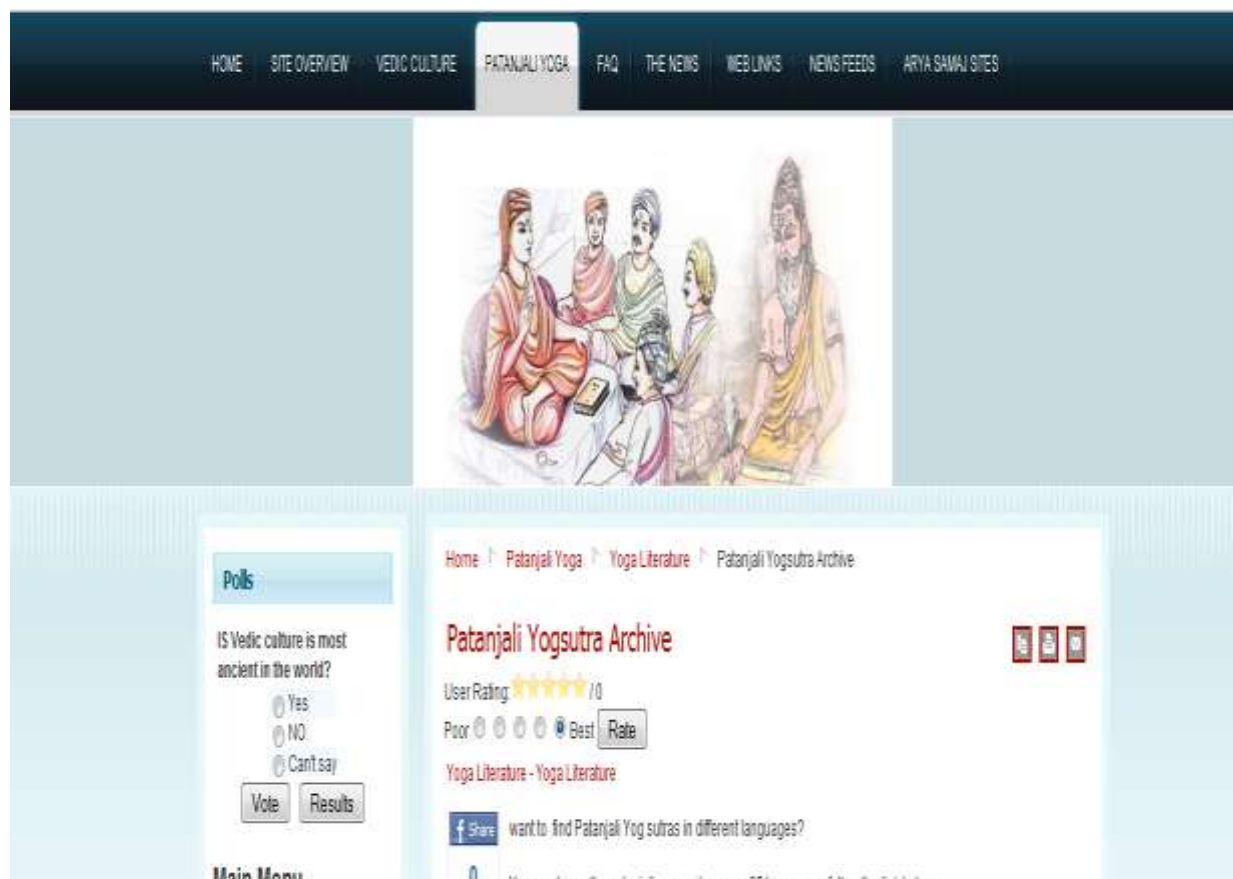 HOME SITE OVERVIEW VEDIC CULTURE PATANJALI YOGA FAQ THE NEWS WEB LINKS NEWS FEEDS ARYA SAMAJ SITES
Polls
IS Vedic culture is most
ancient in the world?
Yes
NO
Can't say
Vote Results
Main Menu
Home Patanjali Yoga Yoga Literature Patanjali Yogsutra Archive
Patanjali Yogsutra Archive
User Rating: / 0
Poor Best Rate
Yoga Literature - Yoga Literature
f Share want to find Patanjali Yog sutras in different languages?
0